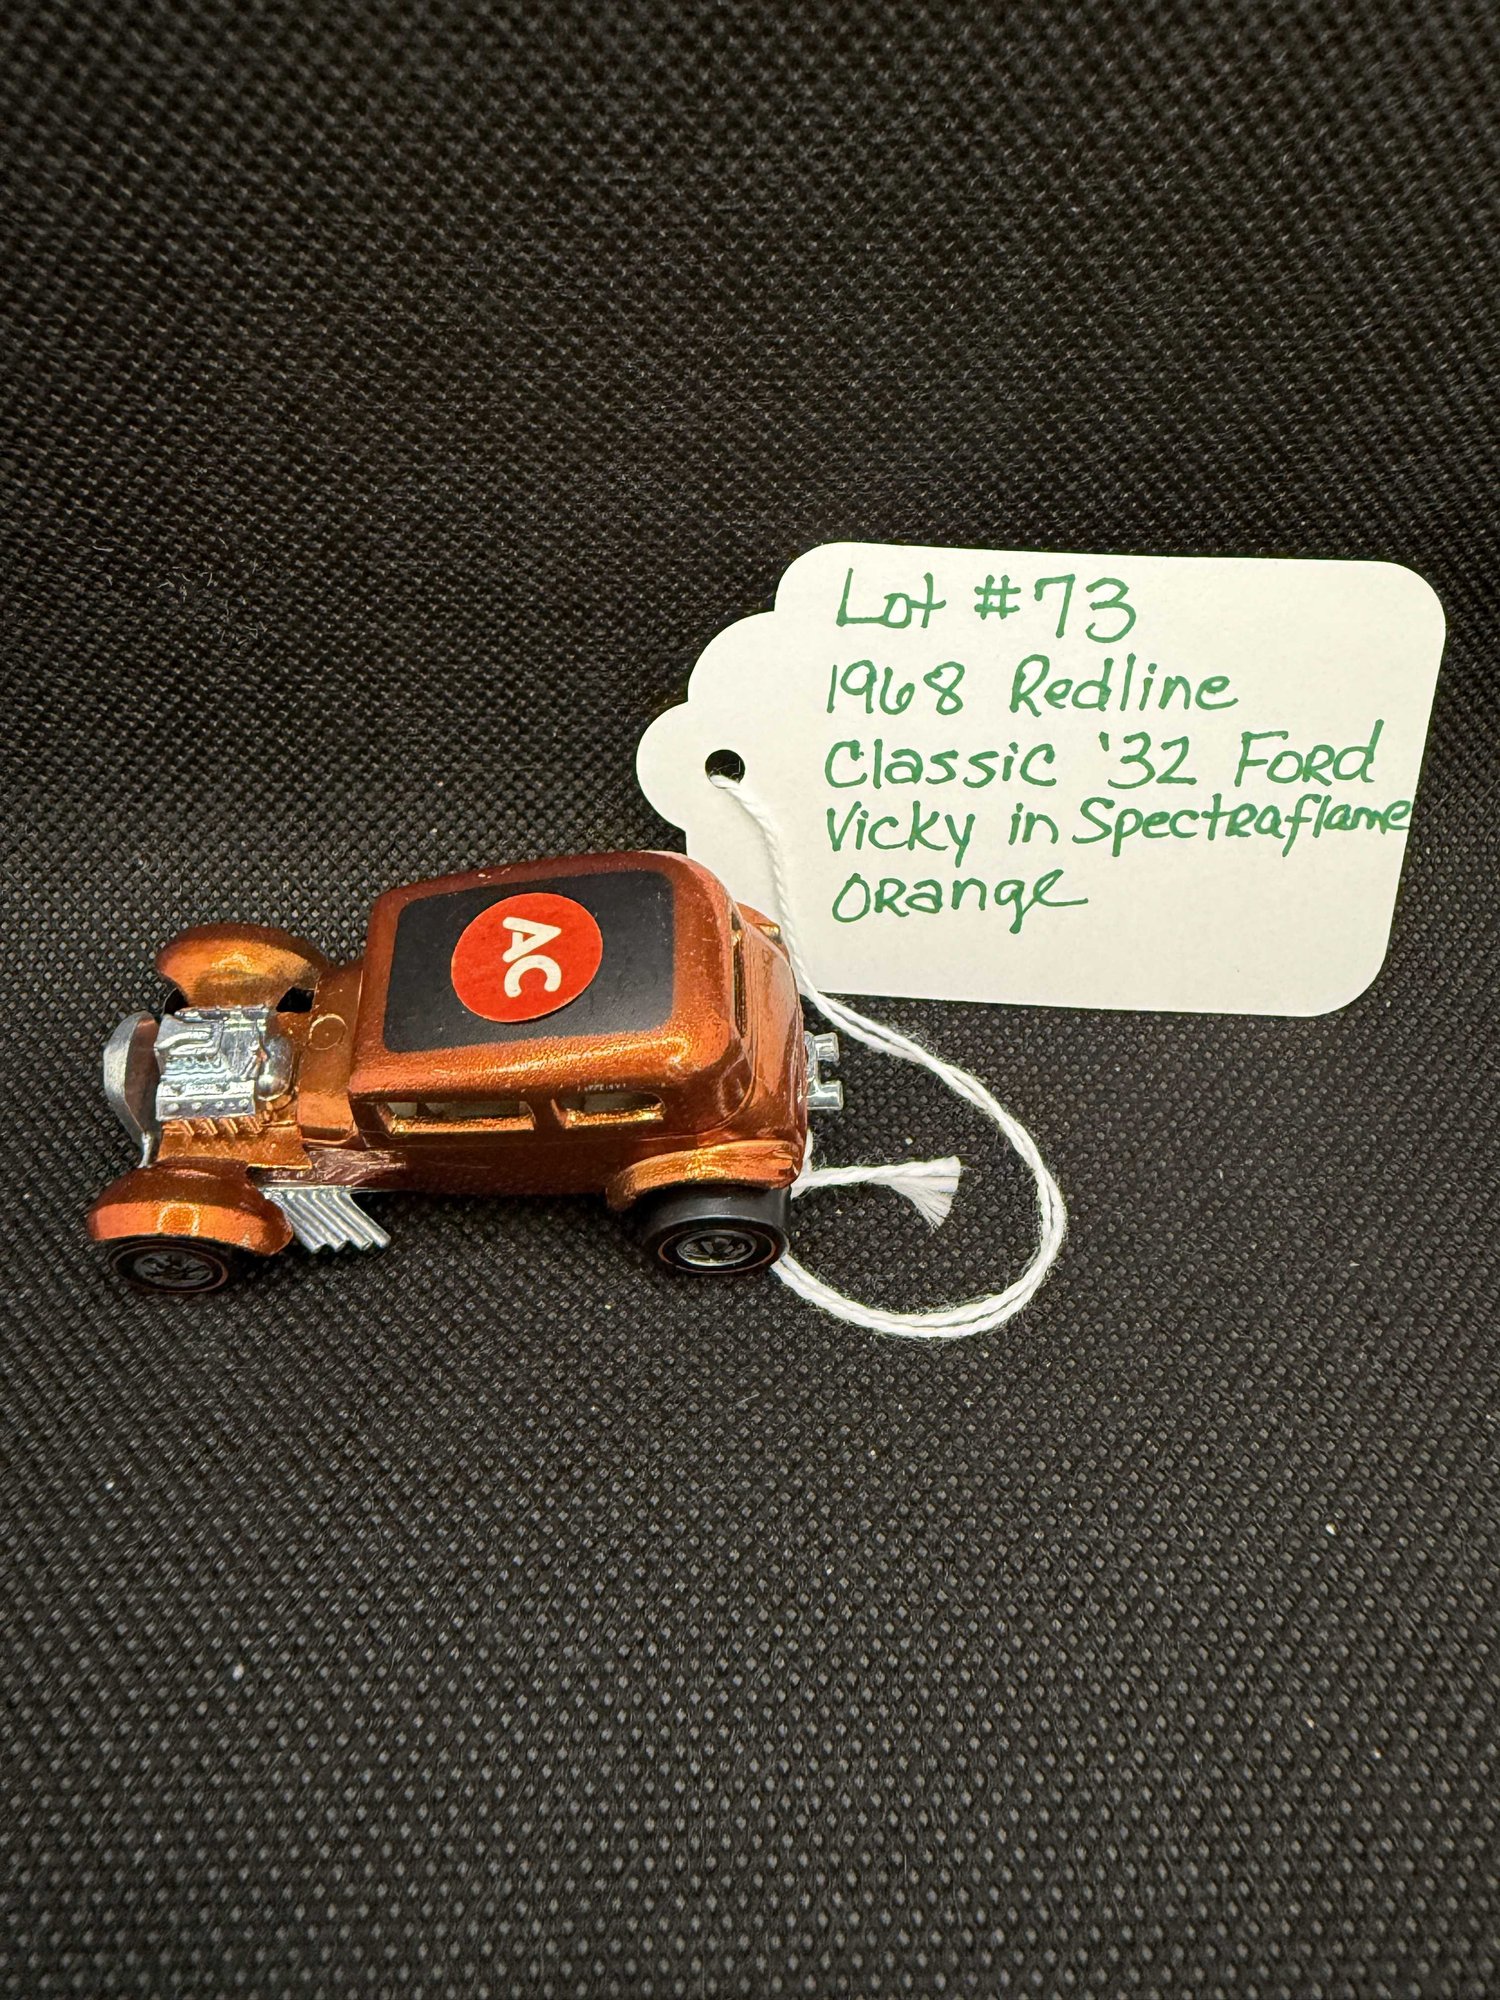 Lot #73
1968 Redline
Classic '32 Ford
Vicky in Spectraflame
Orange
AC